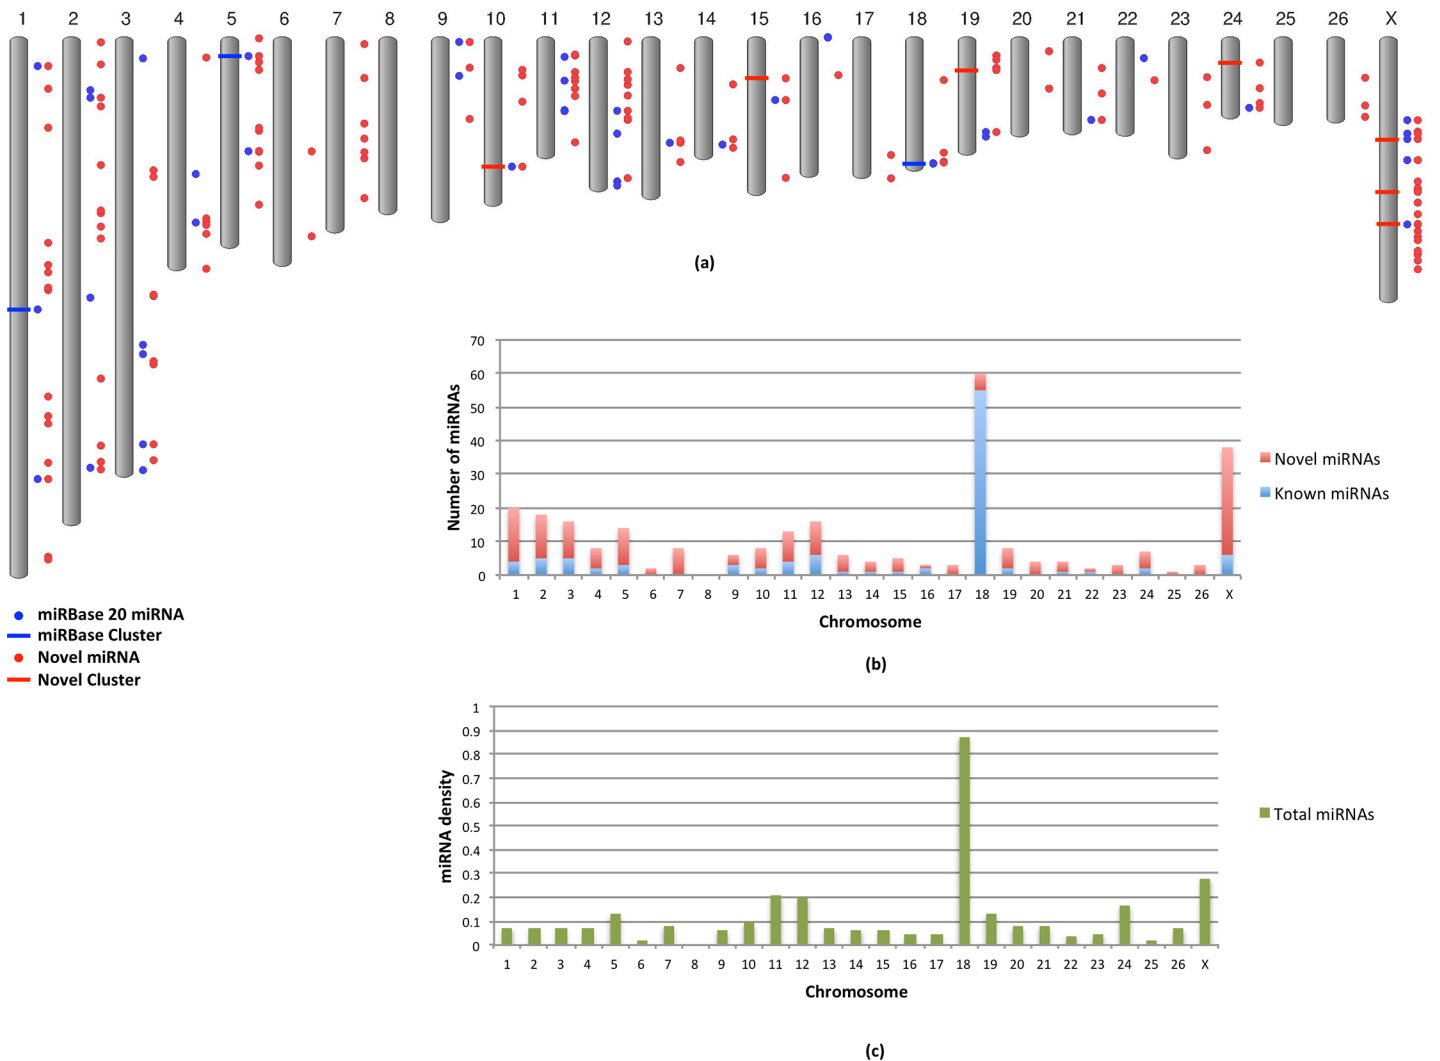 1 2 3 4 5 6 7 8 9 10 11 12 13 14 15 16 17 18 19 20 21 22 23 24 25 26 X
(a)
miRBase 20 miRNA
miRBase Cluster
Novel miRNA
Novel Cluster
Number of miRNAs
70
60
50
40
30
20
10
0
1 2 3 4 5 6 7 8 9 10 11 12 13 14 15 16 17 18 19 20 21 22 23 24 25 26 X
Chromosome
Novel miRNAs
Known miRNAs
(b)
miRNA density
1
0.9
0.8
0.7
0.6
0.5
0.4
0.3
0.2
0.1
0
1 2 3 4 5 6 7 8 9 10 11 12 13 14 15 16 17 18 19 20 21 22 23 24 25 26 X
Chromosome
Total miRNAs
(c)